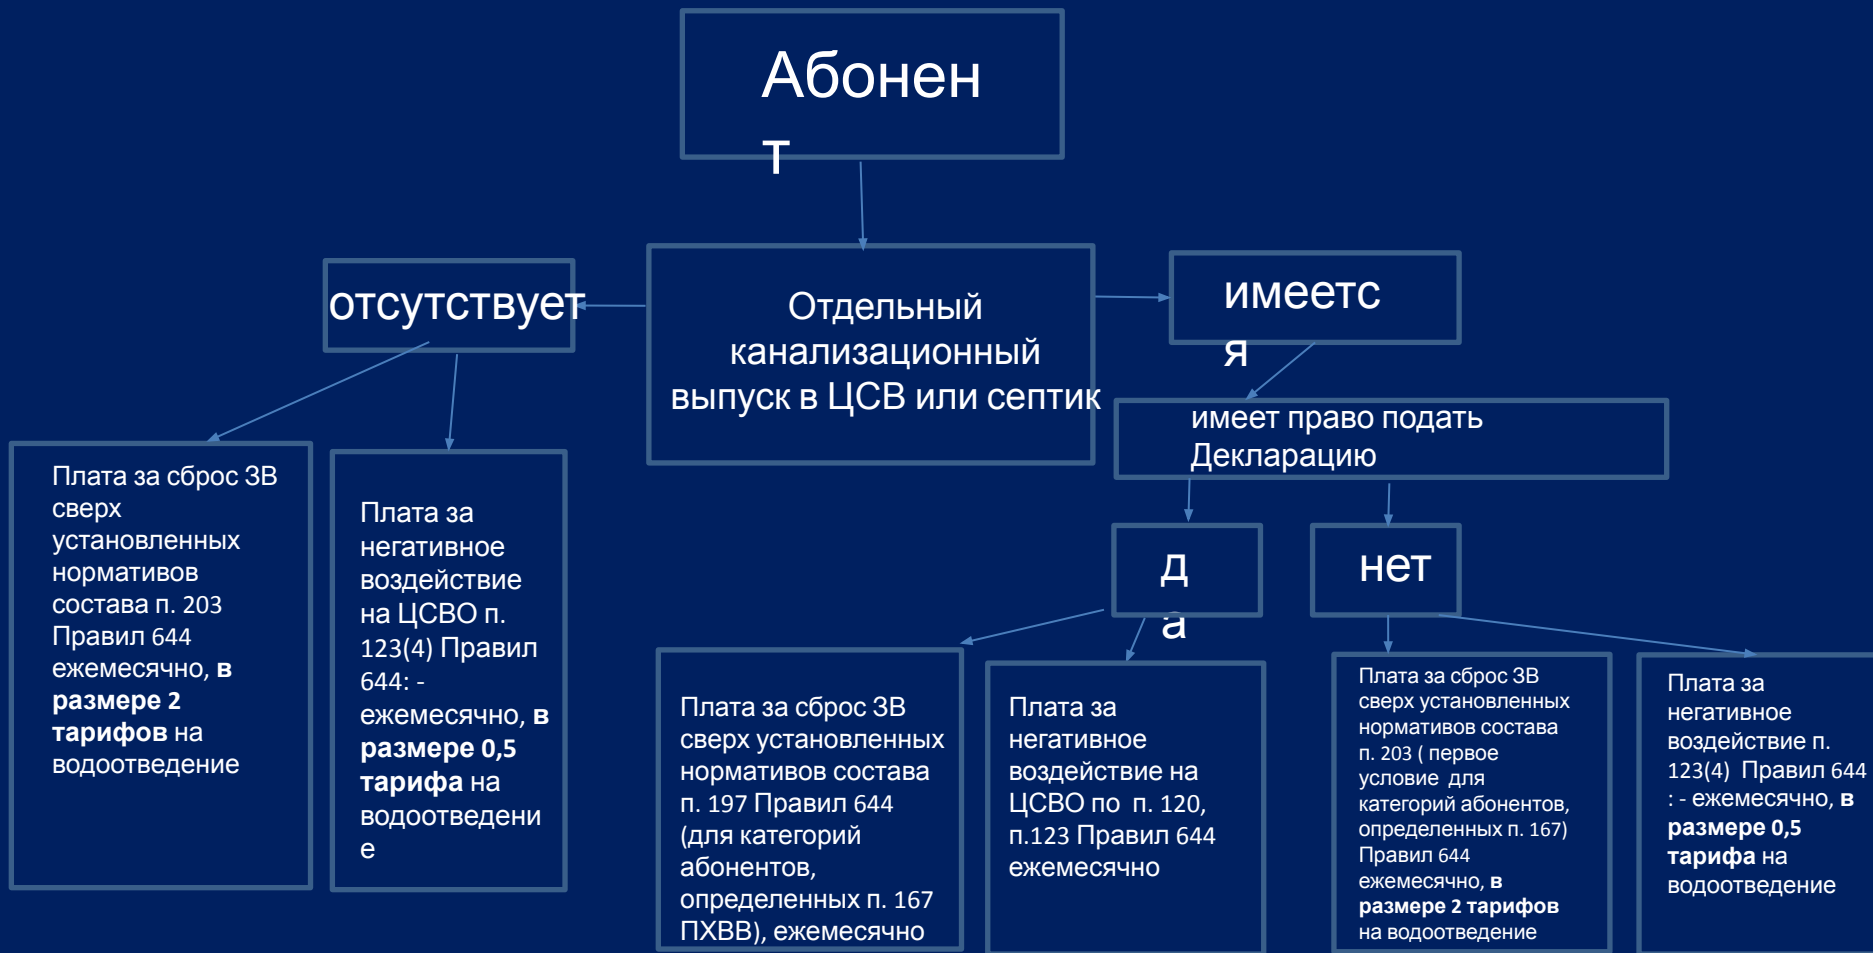 Абонен
т
отсутствует
Отдельный
канализационный
выпуск в ЦСВ или септик
имеетс
я
имеет право подать
Декларацию
д
а
нет
Плата за сброс ЗВ
сверх
установленных
нормативов
состава п. 203
Правил 644
ежемесячно, в
размере 2
тарифов на
водоотведение
Плата за
негативное
воздействие
на ЦСВО п.
123(4) Правил
644: -
ежемесячно, в
размере 0,5
тарифа на
водоотведени
е
Плата за сброс ЗВ
сверх установленных
нормативов состава
п. 197 Правил 644
(для категорий
абонентов,
определенных п. 167
ПХВВ), ежемесячно
Плата за
негативное
воздействие на
ЦСВО по п. 120,
п.123 Правил 644
ежемесячно
Плата за сброс ЗВ
сверх установленных
нормативов состава
п. 203 ( первое
условие для
категорий абонентов,
определенных п. 167)
Правил 644
ежемесячно, в
размере 2 тарифов
на водоотведение
Плата за
негативное
воздействие п.
123(4) Правил 644
: - ежемесячно, в
размере 0,5
тарифа на
водоотведение